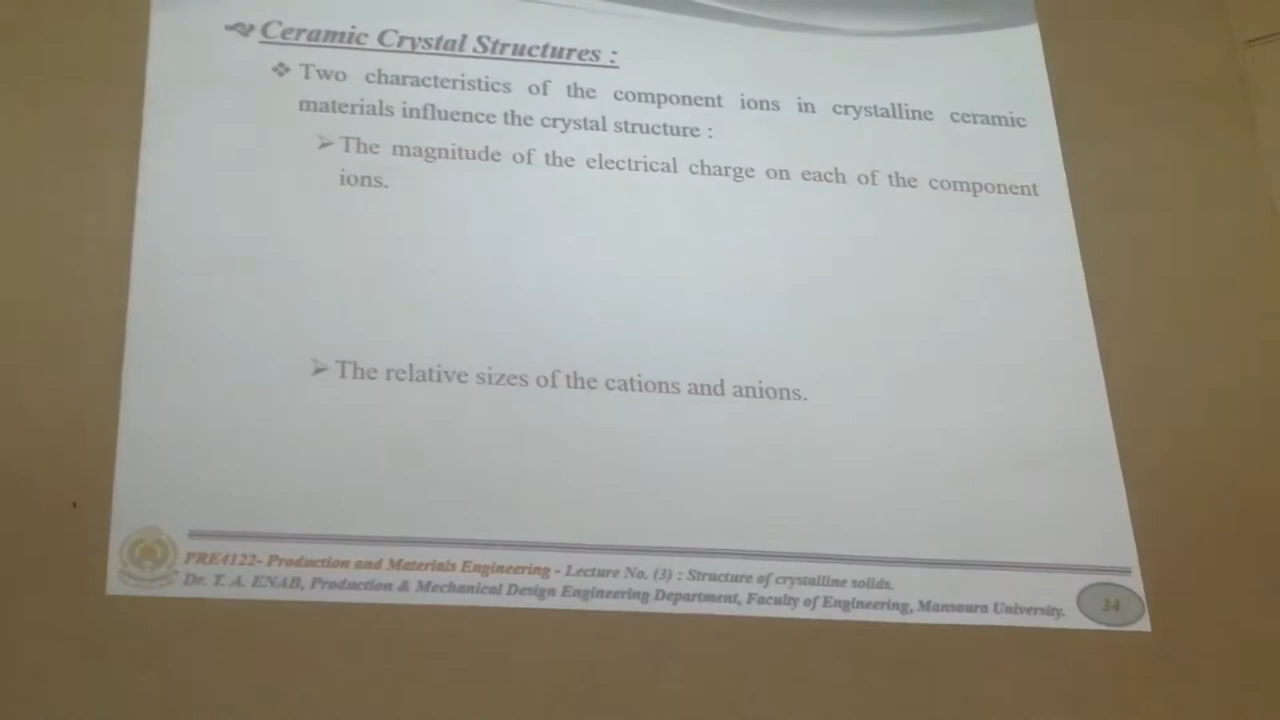 Ceramic Crystal Structures :
Two characteristics of the component ions in crystalline ceramic
materials influence the crystal structure :
The magnitude of the electrical charge on each of the component
ions.
The relative sizes of the cations and anions.
PRE4122- Production and Materials Engineering - Lecture No. (3) : Structure of crystalline solids.
Dr. T. A. ENAB, Production & Mechanical Design Engineering Department, Faculty of Engineering, Mansoura University.
34